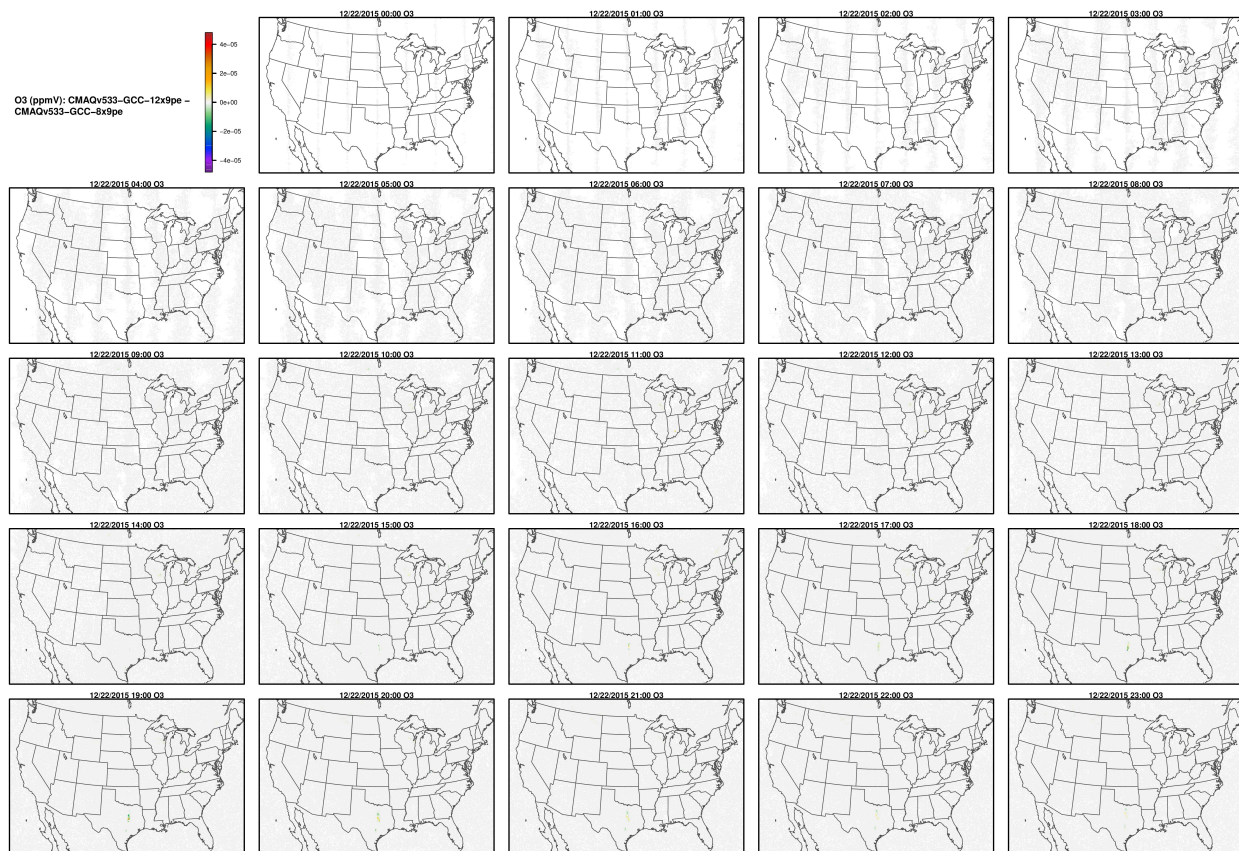 12/22/2015 00:00 O3
12/22/2015 01:00 O3
12/22/2015 02:00 O3
12/22/2015 03:00 O3
4e−05
2e−05
0e+00
−2e−05
−4e−05
O3 (ppmV): CMAQv533−GCC−12x9pe −
CMAQv533−GCC−8x9pe
12/22/2015 04:00 O3
12/22/2015 05:00 O3
12/22/2015 06:00 O3
12/22/2015 07:00 O3
12/22/2015 08:00 O3
12/22/2015 09:00 O3
12/22/2015 10:00 O3
12/22/2015 11:00 O3
12/22/2015 12:00 O3
12/22/2015 13:00 O3
12/22/2015 14:00 O3
12/22/2015 15:00 O3
12/22/2015 16:00 O3
12/22/2015 17:00 O3
12/22/2015 18:00 O3
12/22/2015 19:00 O3
12/22/2015 20:00 O3
12/22/2015 21:00 O3
12/22/2015 22:00 O3
12/22/2015 23:00 O3